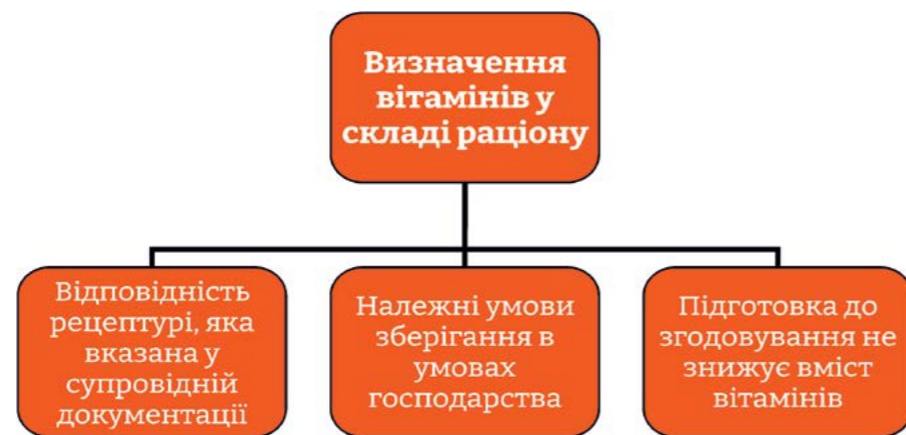 Визначення
вітамінів у
складі раціону
Відповідність
рецептурі, яка
вказана у
супровідній
документації
Належні умови
зберігання в
умовах
господарства
Підготовка до
згодовування не
знижує вміст
вітамінів